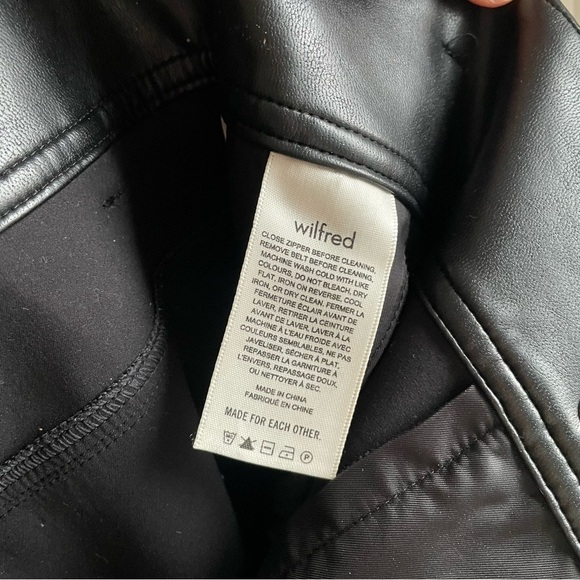 wilfred
CLOSE ZIPPER BEFORE CLEANING,
REMOVE BELT BEFORE CLEANING,
MACHINE WASH COLD WITH LIKE
COLOURS, DO NOT BLEACH, DRY
FLAT, IRON ON REVERSE, COOL
IRON, OR DRY CLEAN. FERMER LA
FERMETURE ÉCLAIR AVANT DE
LAVER, RETIRER LA CEINTURE
AVANT DE LAVER, LAVER À LA
MACHINE À L'EAU FROIDE AVEC
COULEURS SEMBLABLES, NE PAS
JAVELISER, SÉCHER À PLAT,
REPASSER LA GARNITURE À
L'ENVERS, REPASSAGE DOUX,
OU NETTOYER À SEC.
MADE IN CHINA
FABRIQUÉ EN CHINE
MADE FOR EACH OTHER.
P